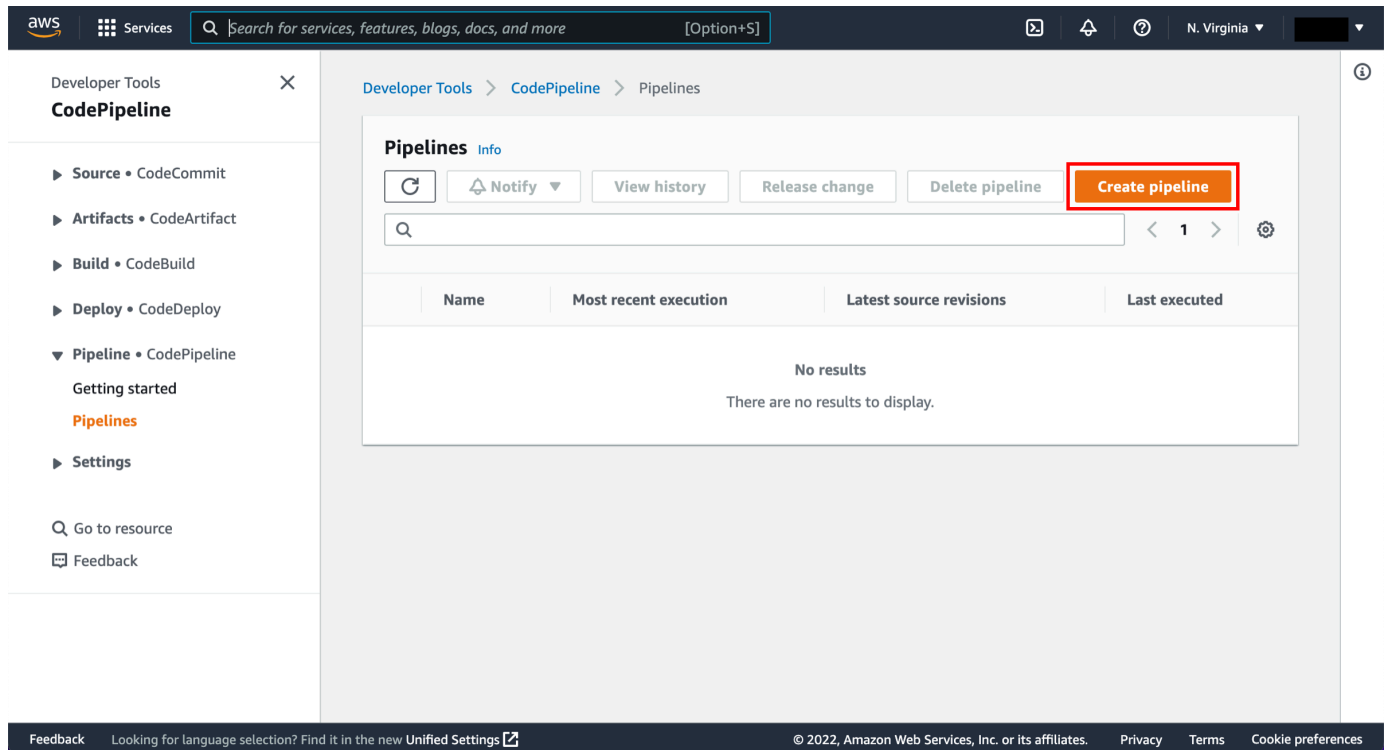 aws Services Search for services, features, blogs, docs, and more [Option+S] N. Virginia
Developer Tools
CodePipeline
Source • CodeCommit
Artifacts • CodeArtifact
Build • CodeBuild
Deploy • CodeDeploy
Pipeline • CodePipeline
Getting started
Pipelines
Settings
Go to resource
Feedback
Developer Tools > CodePipeline > Pipelines
Pipelines Info
Notify View history Release change Delete pipeline Create pipeline
< 1 >
Name Most recent execution Latest source revisions Last executed
No results
There are no results to display.
Feedback Looking for language selection? Find it in the new Unified Settings © 2022, Amazon Web Services, Inc. or its affiliates. Privacy Terms Cookie preferences